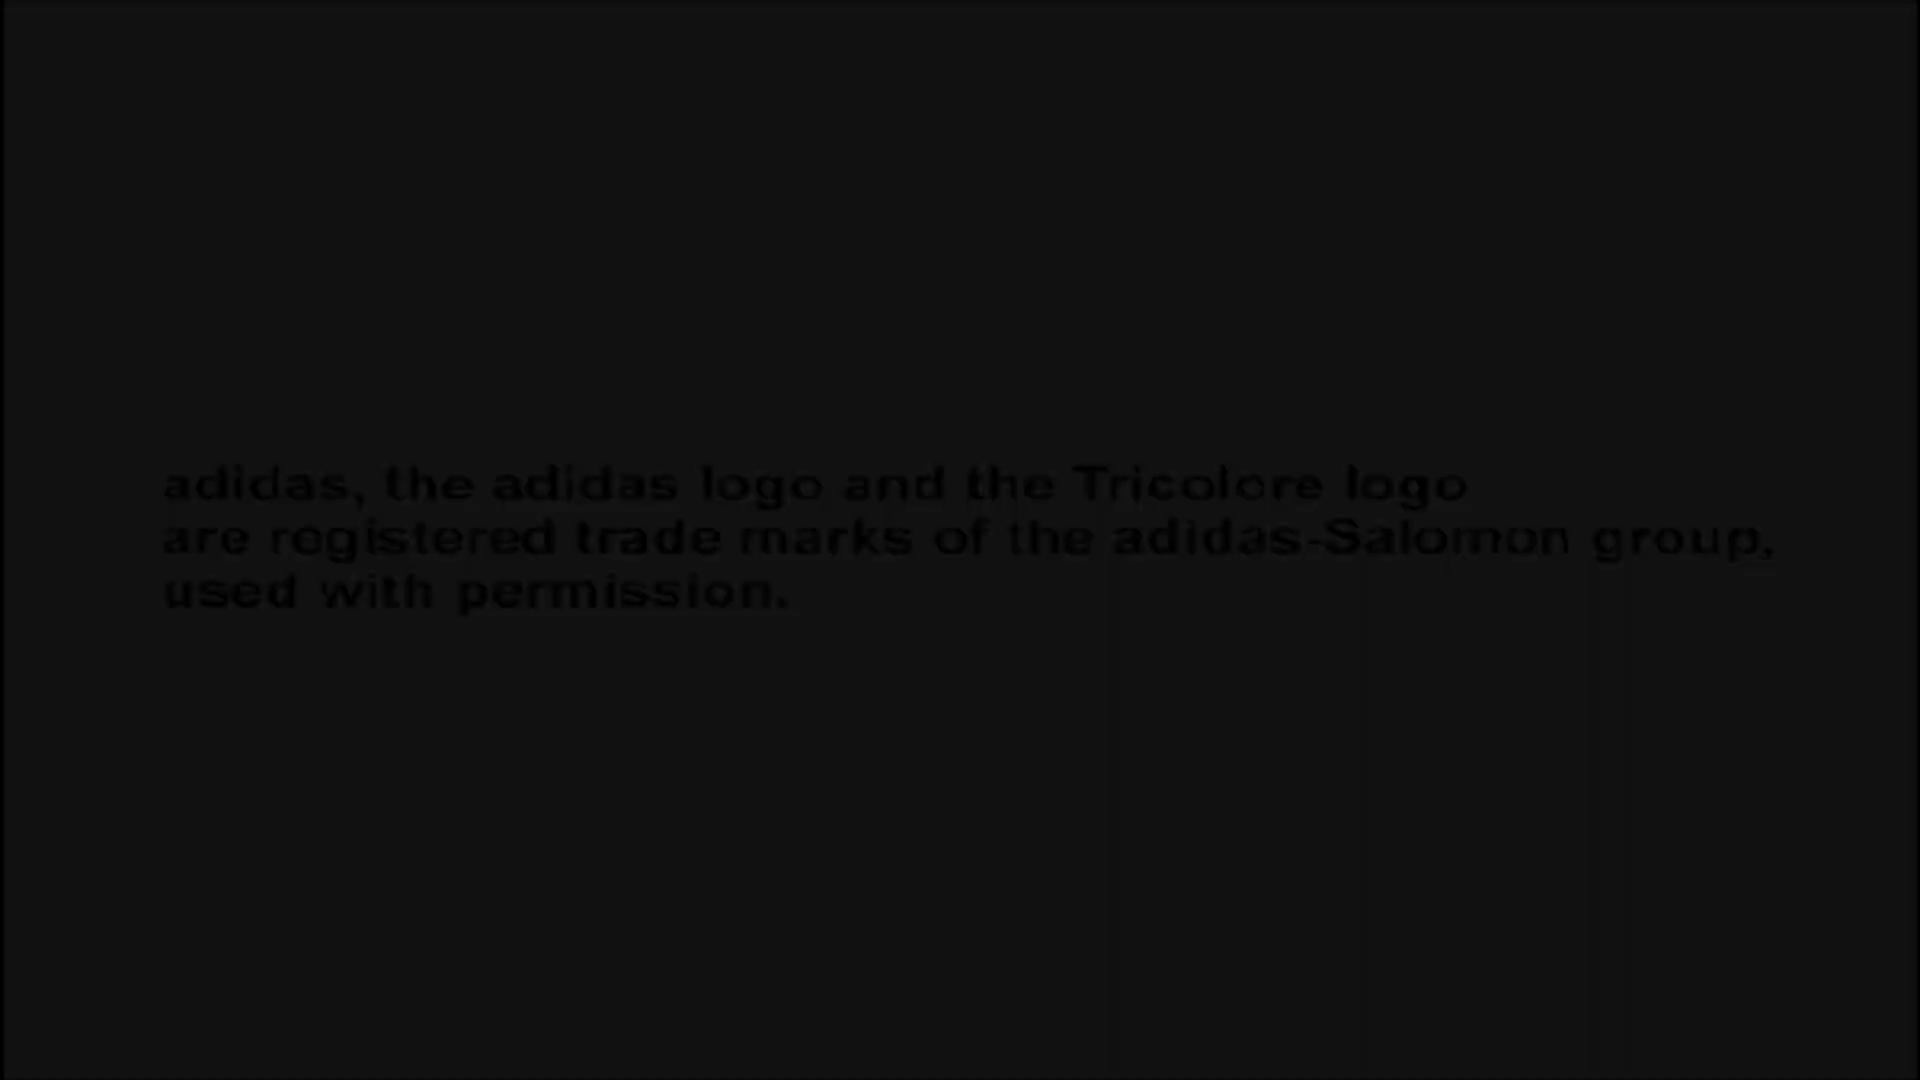 adidas, the adidas logo and the Tricolore logo
are registered trade marks of the adidas-Salomon group,
used with permission.